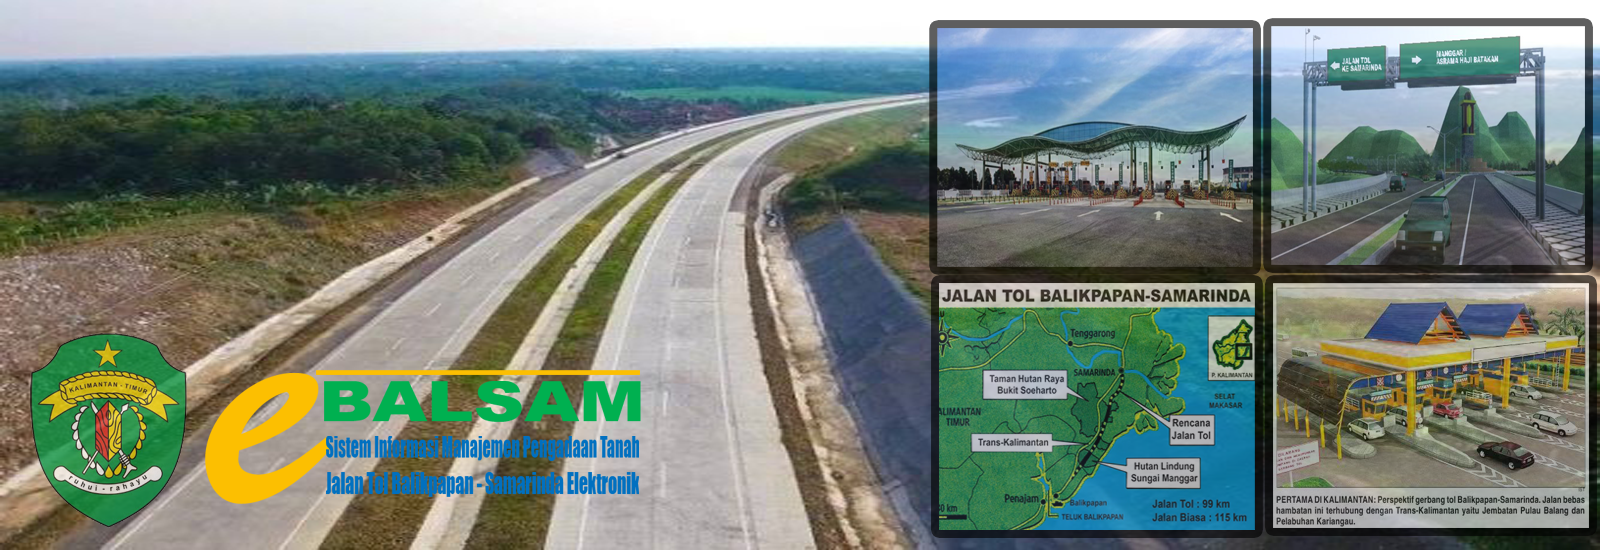 KALIMANTAN - TIMUR
ruhui - rahayu
eBALSAM
Sistem Informasi Manajemen Pengadaan Tanah
Jalan Tol Balikpapan - Samarinda Elektronik
JALAN TOL
KE SAMARINDA
MANGGAR /
ASRAMA HAJI BATAKAN
JALAN TOL BALIKPAPAN-SAMARINDA
Tenggarong
SAMARINDA
P. KALIMANTAN
Taman Hutan Raya
Bukit Soeharto
SELAT
MAKASAR
ALIMANTAN
TIMUR
Rencana
Jalan Tol
Trans-Kalimantan
Hutan Lindung
Sungai Manggar
Penajam
Balikpapan
TELUK BALIKPAPAN
Jalan Tol : 99 km
Jalan Biasa : 115 km
km
PERTAMA DI KALIMANTAN: Perspektif gerbang tol Balikpapan-Samarinda. Jalan bebas
hambatan ini terhubung dengan Trans-Kalimantan yaitu Jembatan Pulau Balang dan
Pelabuhan Kariangau.